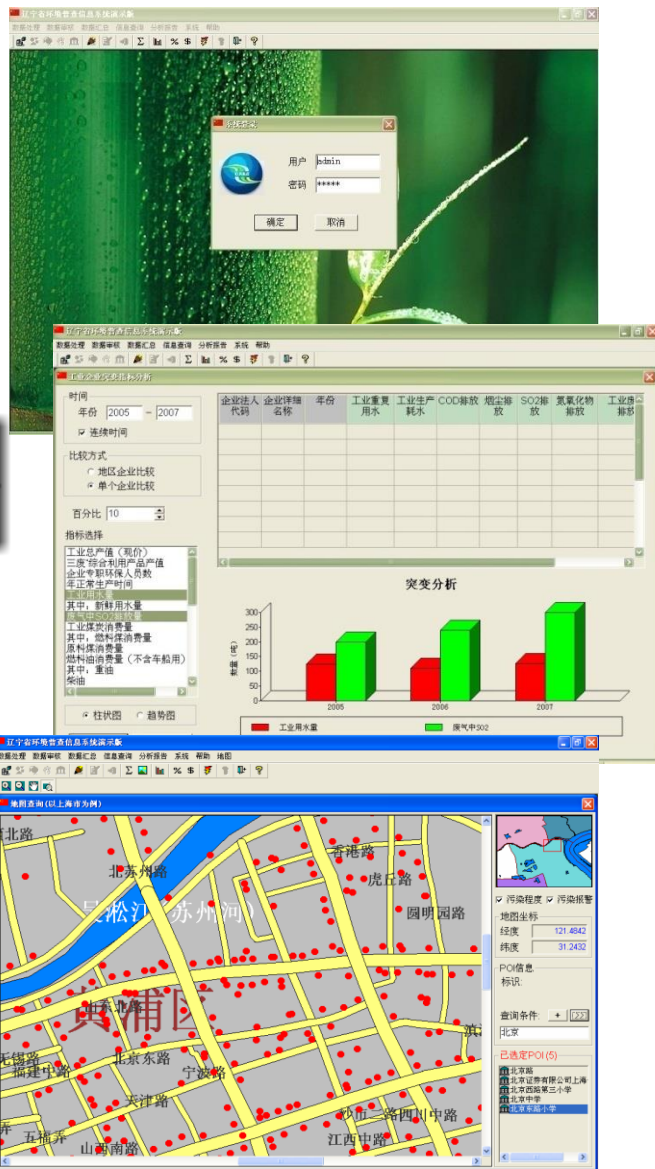 辽宁省环境普查信息系统演示版
数据处理 数据审核 数据汇总 信息查询 分析报告 系统 帮助
系统登录
用户 admin
密码 *****
确定 取消
辽宁省环境普查信息系统演示版
数据处理 数据审核 数据汇总 信息查询 分析报告 系统 帮助
工业企业突变指标分析
时间
年份 2005 - 2007
连续时间
比较方式
地区企业比较
单个企业比较
百分比 10
指标选择
工业总产值(现价)
三废综合利用产品产值
企业专职环保人员数
年正常生产时间
工业用水量
其中:新鲜用水量
废气中SO2排放量
工业煤炭消费量
其中:燃料煤消费量
原料煤消费量
燃料油消费量(不含车船用)
其中:重油
柴油
柱状图 趋势图
企业法人代码 企业详细名称 年份 工业重复用水 工业生产耗水 COD排放 烟尘排放 SO2排放 氮氧化物排放
突变分析
数量(吨)
300
250
200
150
100
50
2005 2006 2007
工业用水量 废气中SO2
辽宁省环境普查信息系统演示版
数据处理 数据审核 数据汇总 信息查询 分析报告 系统 帮助 地图
地图查询(以上海市为例)
北路
北苏州路
香港路
虎丘路
吴淞江(苏州河)
圆明园路
山东北路
黄浦区
滇
无锡路
北京东路
福建中路
宁波路
天津路
沙市二路
四川中路
弄
五福弄
江西中路
山西南路
污染程度 污染报警
地图坐标
经度 121.4842
纬度 31.2432
POI信息
标识:
查询条件: + >>
北京
已选定POI(5)
北京路
北京证券有限公司上海
北京西路第三小学
北京中学
北京东路小学